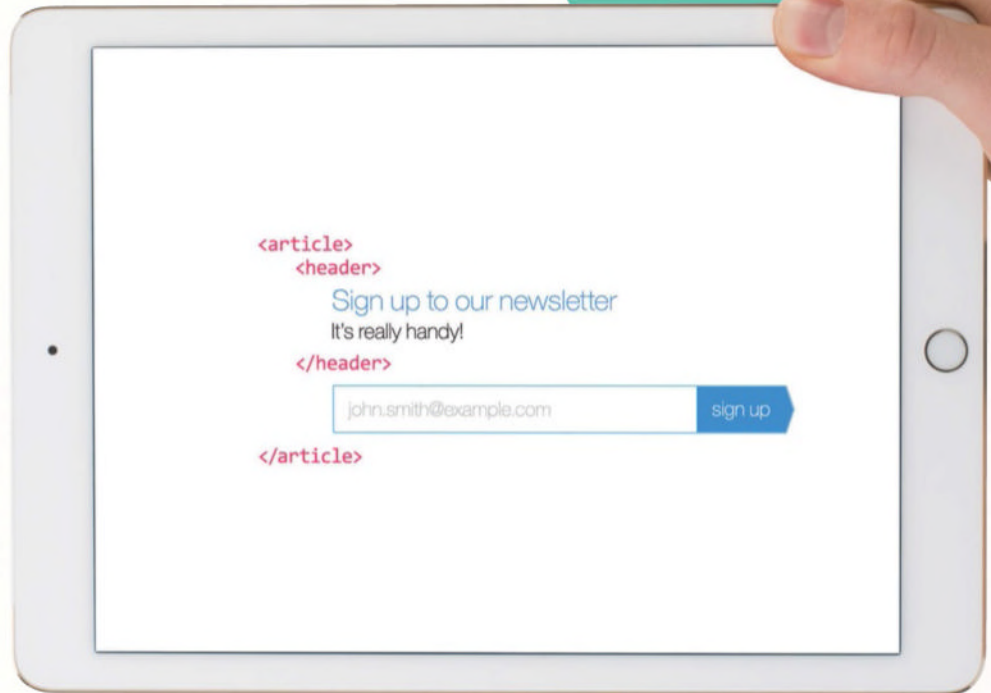 <article>
<header>
Sign up to our newsletter
It's really handy!
</header>
john.smith@example.com
sign up
</article>